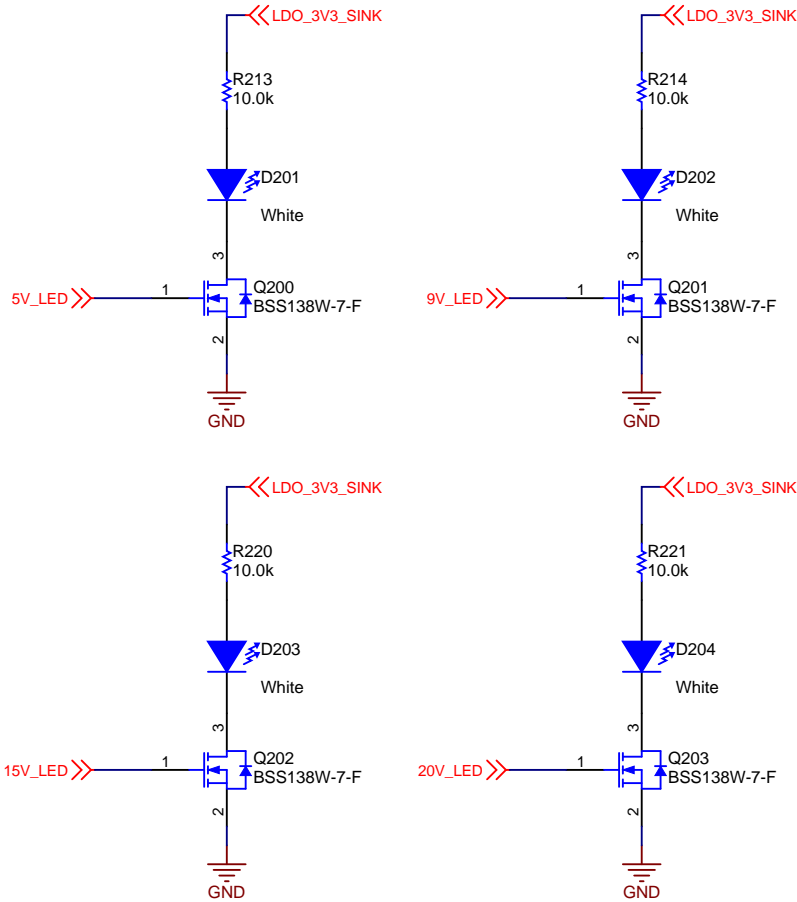 LDO_3V3_SINK
R213
10.0k
D201
White
3
5V_LED
1
Q200
BSS138W-7-F
2
GND
LDO_3V3_SINK
R214
10.0k
D202
White
3
9V_LED
1
Q201
BSS138W-7-F
2
GND
LDO_3V3_SINK
R220
10.0k
D203
White
3
15V_LED
1
Q202
BSS138W-7-F
2
GND
LDO_3V3_SINK
R221
10.0k
D204
White
3
20V_LED
1
Q203
BSS138W-7-F
2
GND